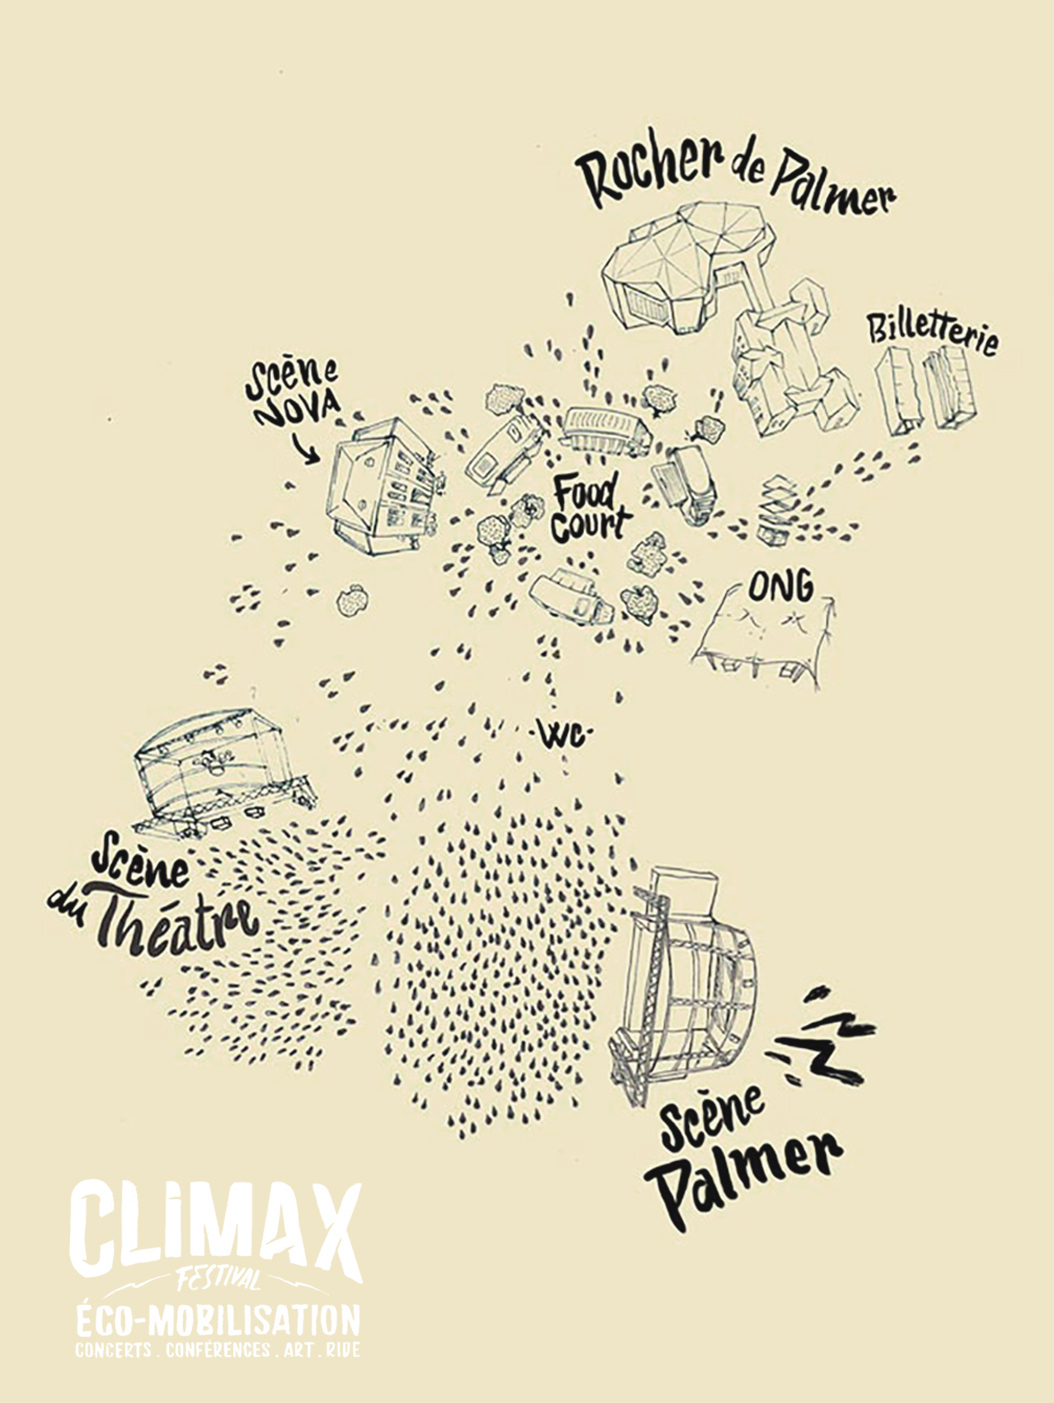 Rocher de Palmer
Billetterie
Scène
NOVA
Food
Court
ONG
-WC-
Scène
du Théatre
Scène
Palmer
CLiMAX
FESTIVAL
ÉCO-MOBILISATION
CONCERTS . CONFÉRENCES . ART . RIDE